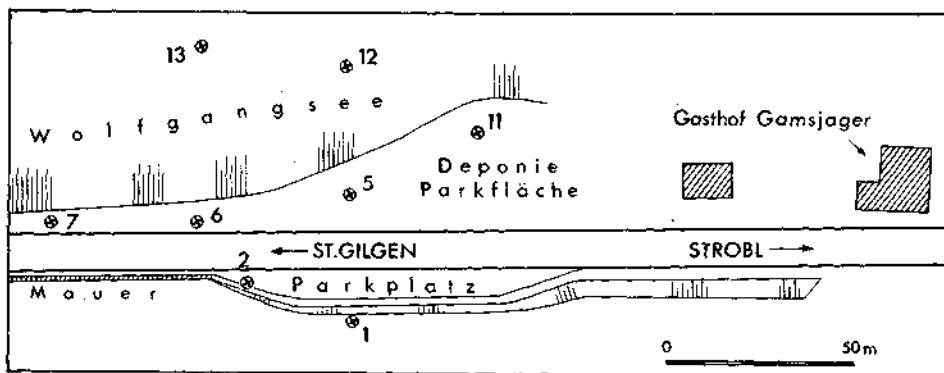 13
12
Wolfgangsee
11
Gasthof Gamsjager
Deponie
Parkfläche
5
7
6
ST.GILGEN
STROBL
2
Mauer
Parkplatz
1
0
50m